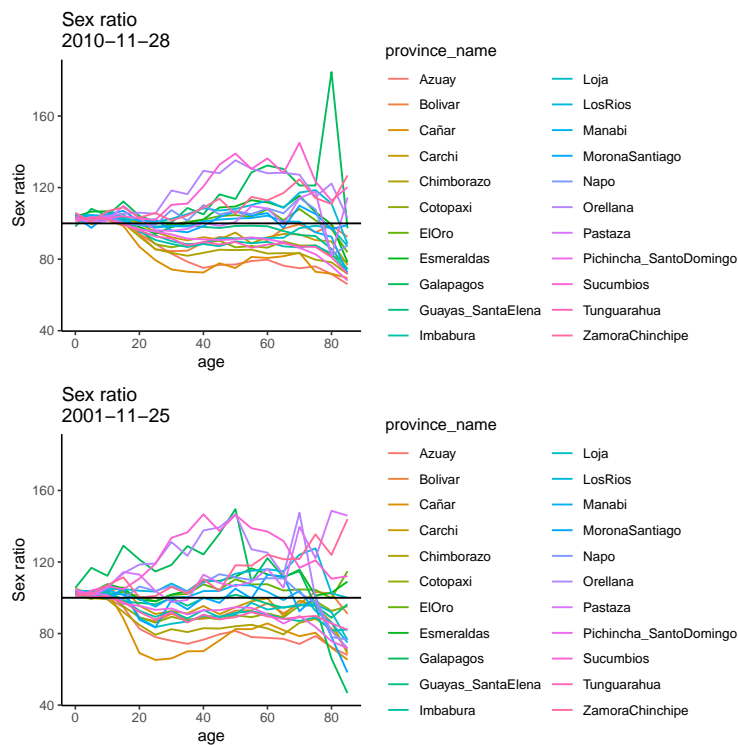 Sex ratio
2010−11−28
Sex ratio
160
120
80
40
0
20
40
60
80
age
province_name
Azuay
Bolivar
Cañar
Carchi
Chimborazo
Cotopaxi
ElOro
Esmeraldas
Galapagos
Guayas_SantaElena
Imbabura
Loja
LosRios
Manabi
MoronaSantiago
Napo
Orellana
Pastaza
Pichincha_SantoDomingo
Sucumbios
Tunguarahua
ZamoraChinchipe
Sex ratio
2001−11−25
Sex ratio
160
120
80
40
0
20
40
60
80
age
province_name
Azuay
Bolivar
Cañar
Carchi
Chimborazo
Cotopaxi
ElOro
Esmeraldas
Galapagos
Guayas_SantaElena
Imbabura
Loja
LosRios
Manabi
MoronaSantiago
Napo
Orellana
Pastaza
Pichincha_SantoDomingo
Sucumbios
Tunguarahua
ZamoraChinchipe